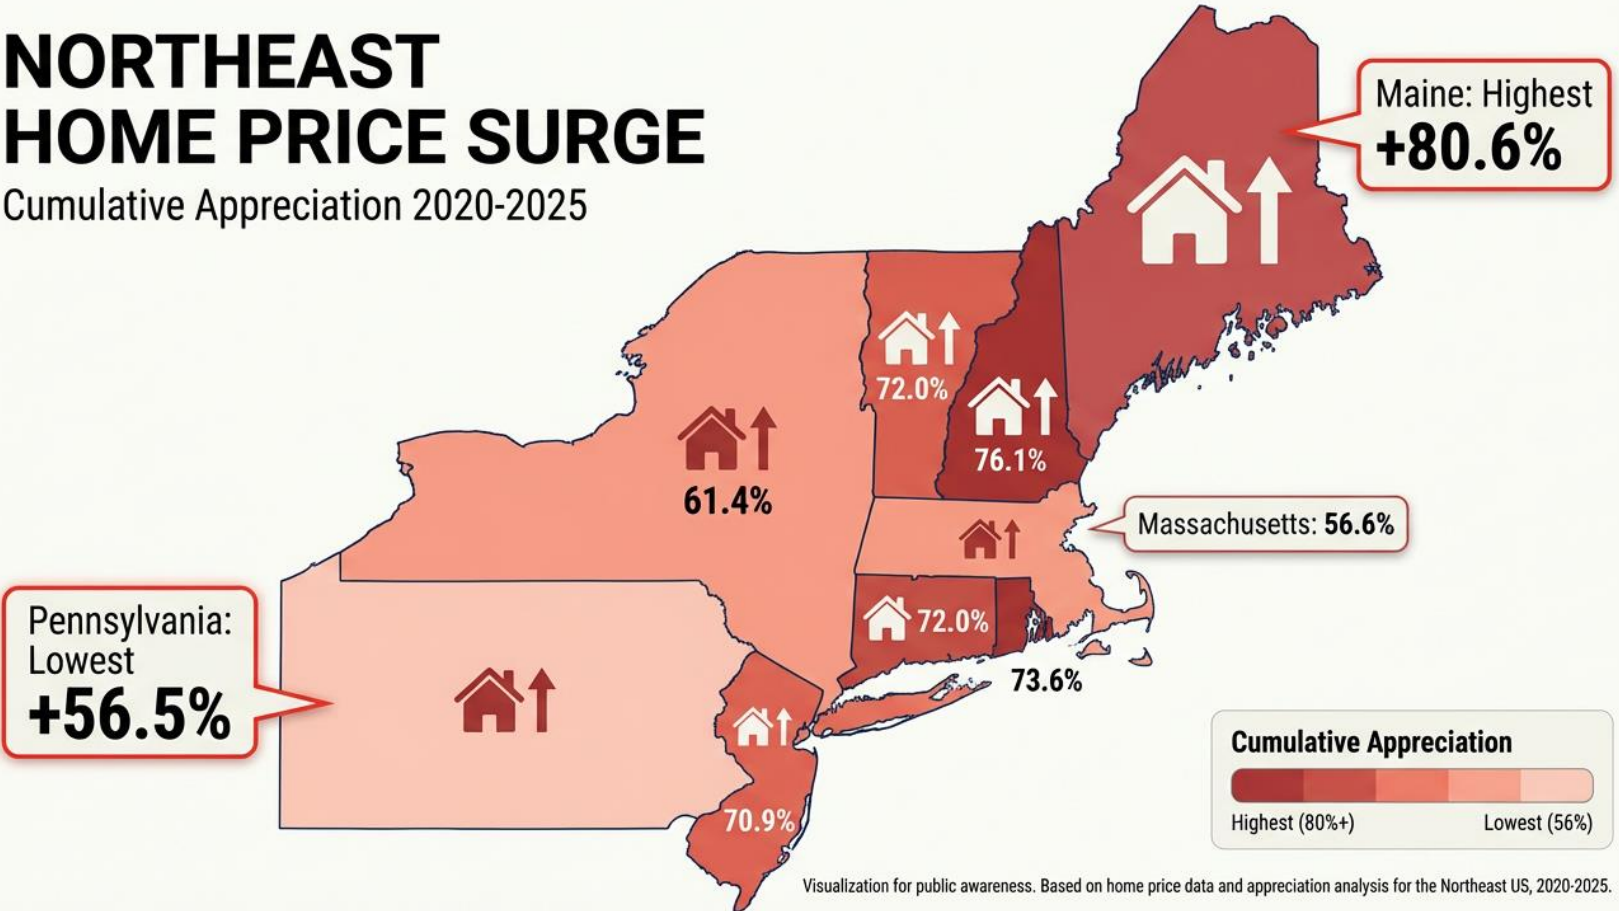 NORTHEAST
HOME PRICE SURGE
Cumulative Appreciation 2020-2025
Maine: Highest
+80.6%
72.0%
76.1%
61.4%
Massachusetts: 56.6%
Pennsylvania:
Lowest
+56.5%
72.0%
73.6%
70.9%
Cumulative Appreciation
Highest (80%+)
Lowest (56%)
Visualization for public awareness. Based on home price data and appreciation analysis for the Northeast US, 2020-2025.